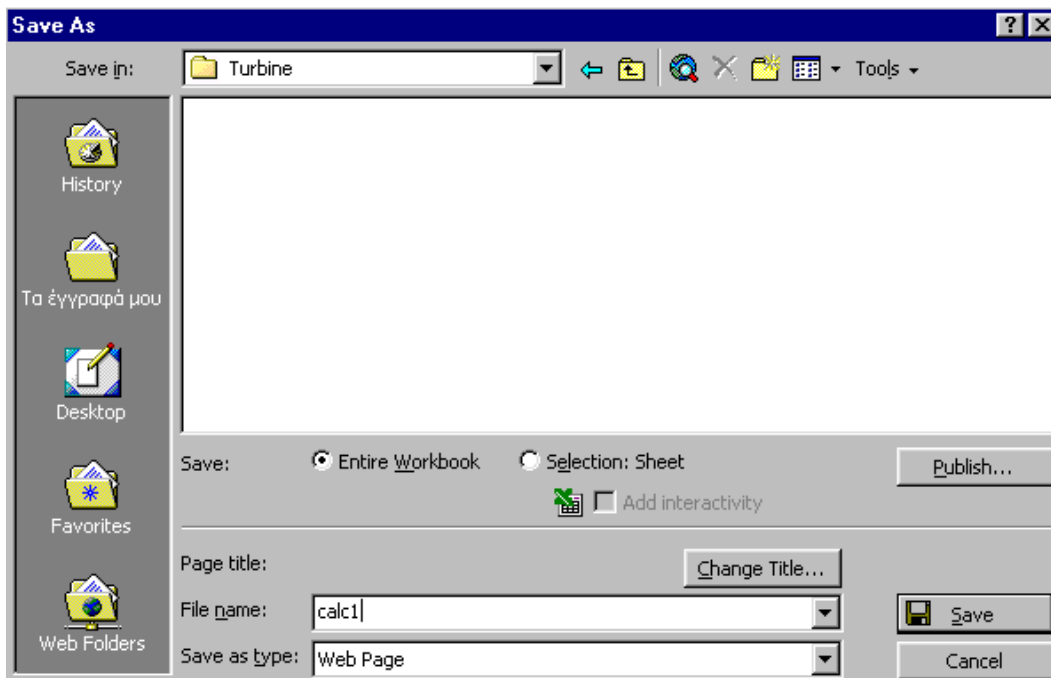 Save As
Save in: Turbine Tools
History
Τα έγγραφά μου
Desktop
Favorites
Web Folders
Save: Entire Workbook Selection: Sheet Publish...
Add interactivity
Page title: Change Title...
File name: calc1 Save
Save as type: Web Page Cancel